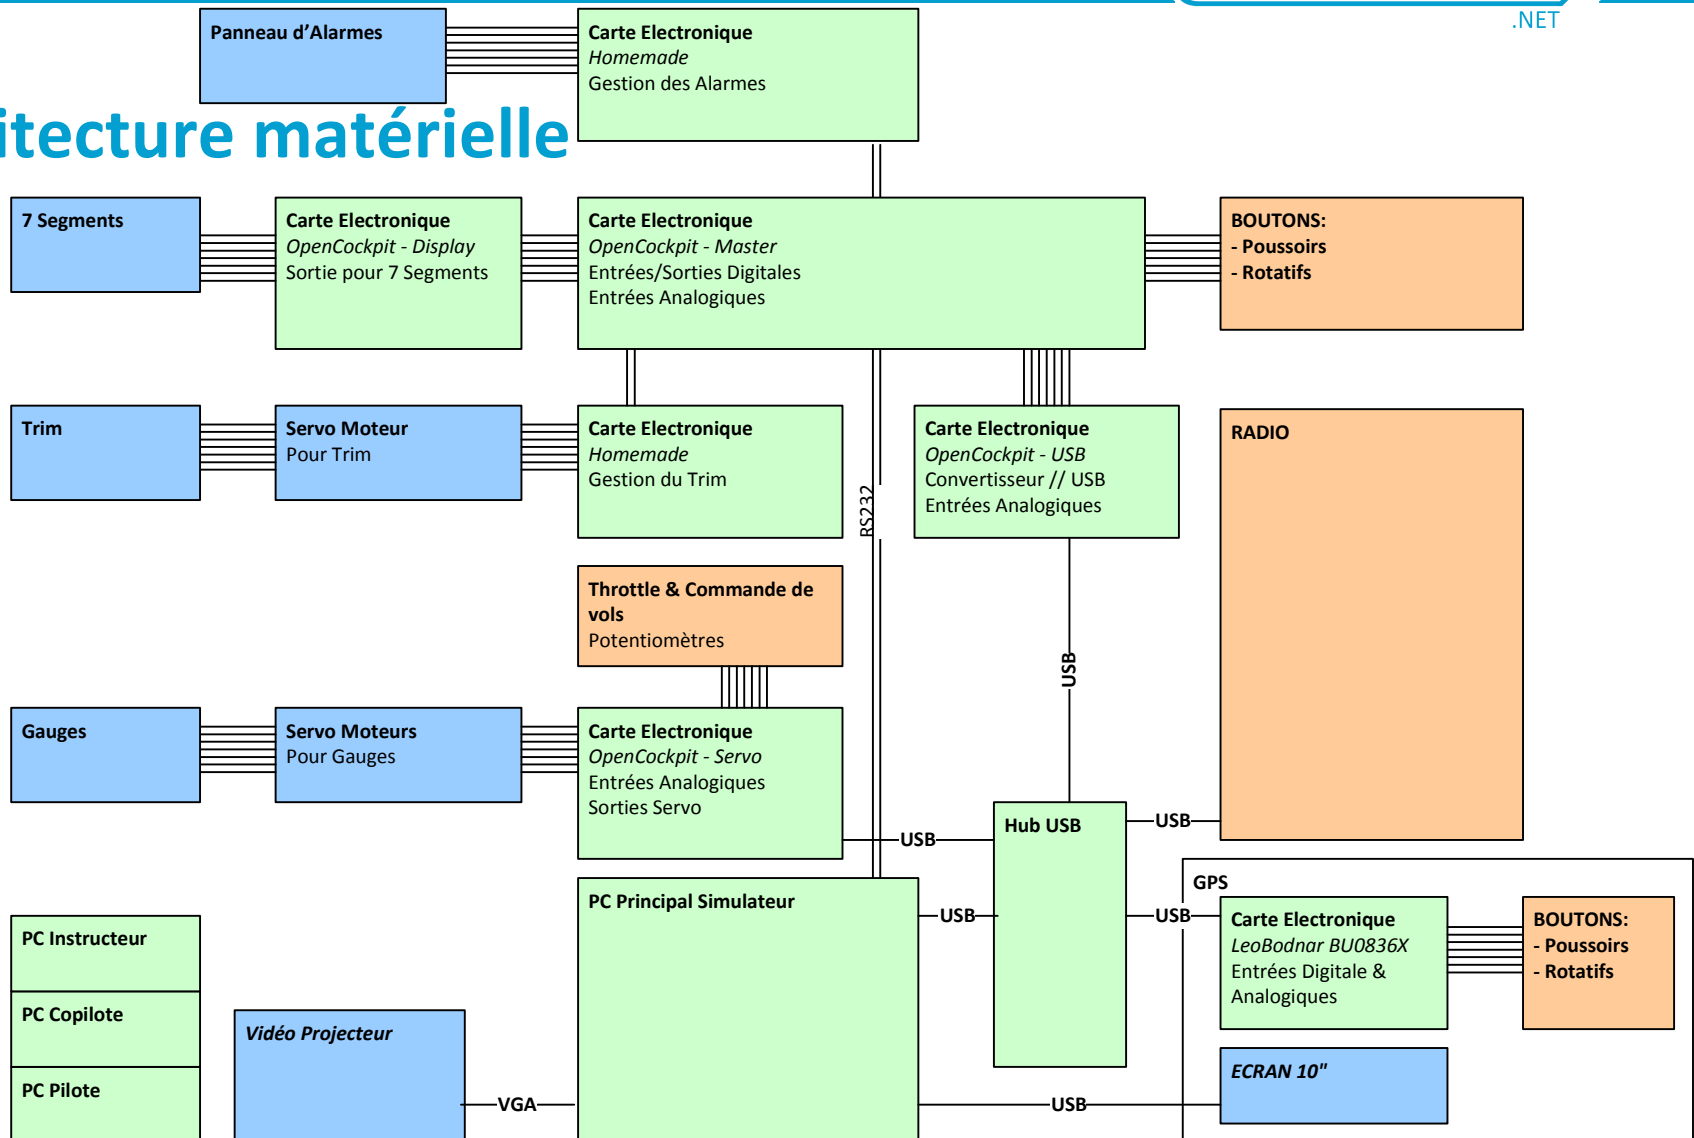 .NET
Panneau d'Alarmes
Carte Electronique
Homemade
Gestion des Alarmes
itecture matérielle
7 Segments
Carte Electronique
OpenCockpit - Display
Sortie pour 7 Segments
Carte Electronique
OpenCockpit - Master
Entrées/Sorties Digitales
Entrées Analogiques
BOUTONS:
- Poussoirs
- Rotatifs
Trim
Servo Moteur
Pour Trim
Carte Electronique
Homemade
Gestion du Trim
RS232
Carte Electronique
OpenCockpit - USB
Convertisseur // USB
Entrées Analogiques
RADIO
Throttle & Commande de
vols
Potentiomètres
USB
Gauges
Servo Moteurs
Pour Gauges
Carte Electronique
OpenCockpit - Servo
Entrées Analogiques
Sorties Servo
USB
Hub USB
USB
PC Principal Simulateur
USB
USB
GPS
Carte Electronique
LeoBodnar BU0836X
Entrées Digitale &
Analogiques
BOUTONS:
- Poussoirs
- Rotatifs
PC Instructeur
PC Copilote
PC Pilote
Vidéo Projecteur
VGA
USB
ECRAN 10"